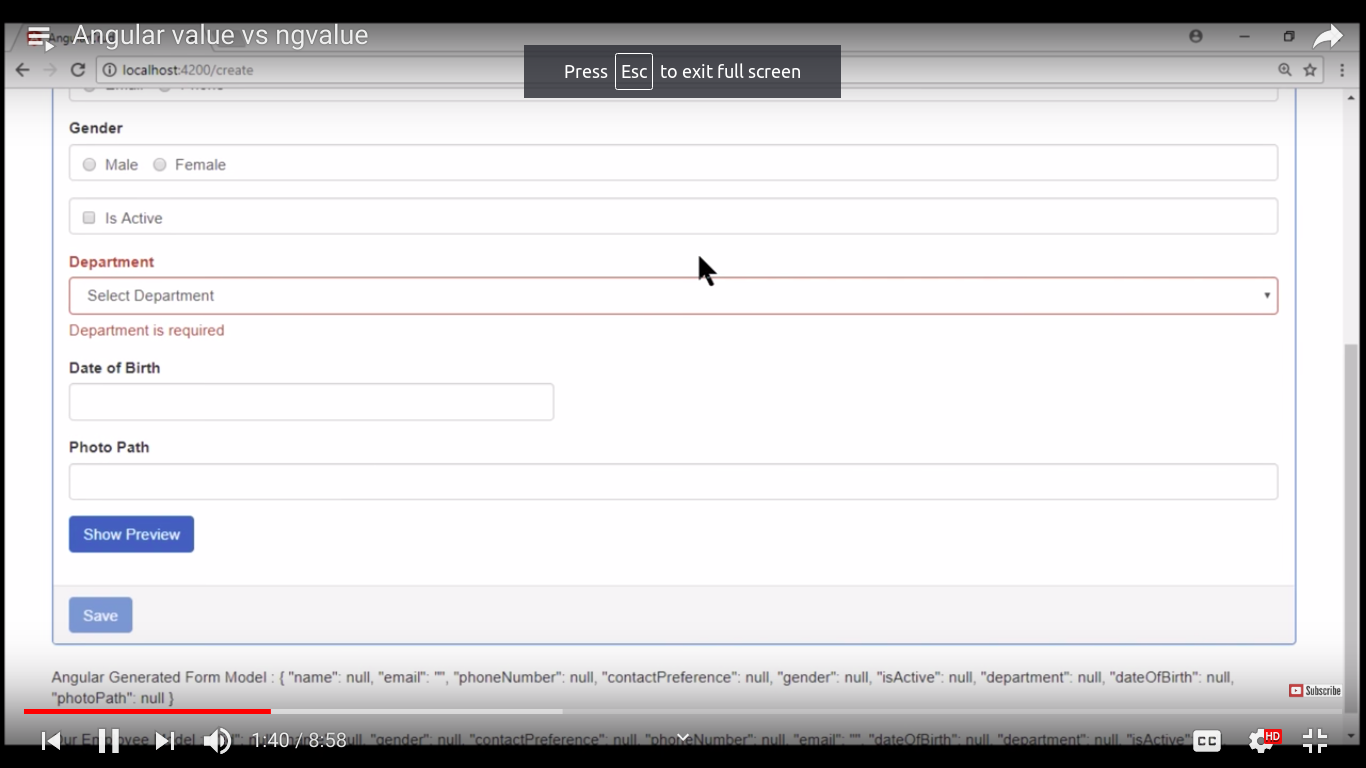 Angular value vs ngvalue
Press Esc to exit full screen
localhost:4200/create
Email Phone
Gender
Male Female
Is Active
Department
Select Department
Department is required
Date of Birth
Photo Path
Show Preview
Save
Angular Generated Form Model : { "name": null, "email": "", "phoneNumber": null, "contactPreference": null, "gender": null, "isActive": null, "department": null, "dateOfBirth": null,
"photoPath": null }
Subscribe
"gender": null, "contactPreference": null, "phoneNumber": null, "email": "", "dateOfBirth": null, "department": null, "isActive"
1:40 / 8:58
CC
HD